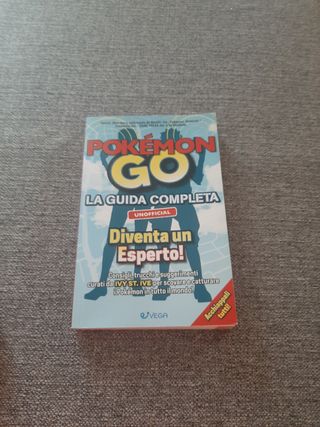 POKÉMON
GO
LA GUIDA COMPLETA
UNOFFICIAL
Diventa un
Esperto!
Consigli, trucchi e suggerimenti
curati da IVY ST. IVE per scovare e catturare
i Pokémon in tutto il mondo!
VEGA
Acchiappali
tutti!